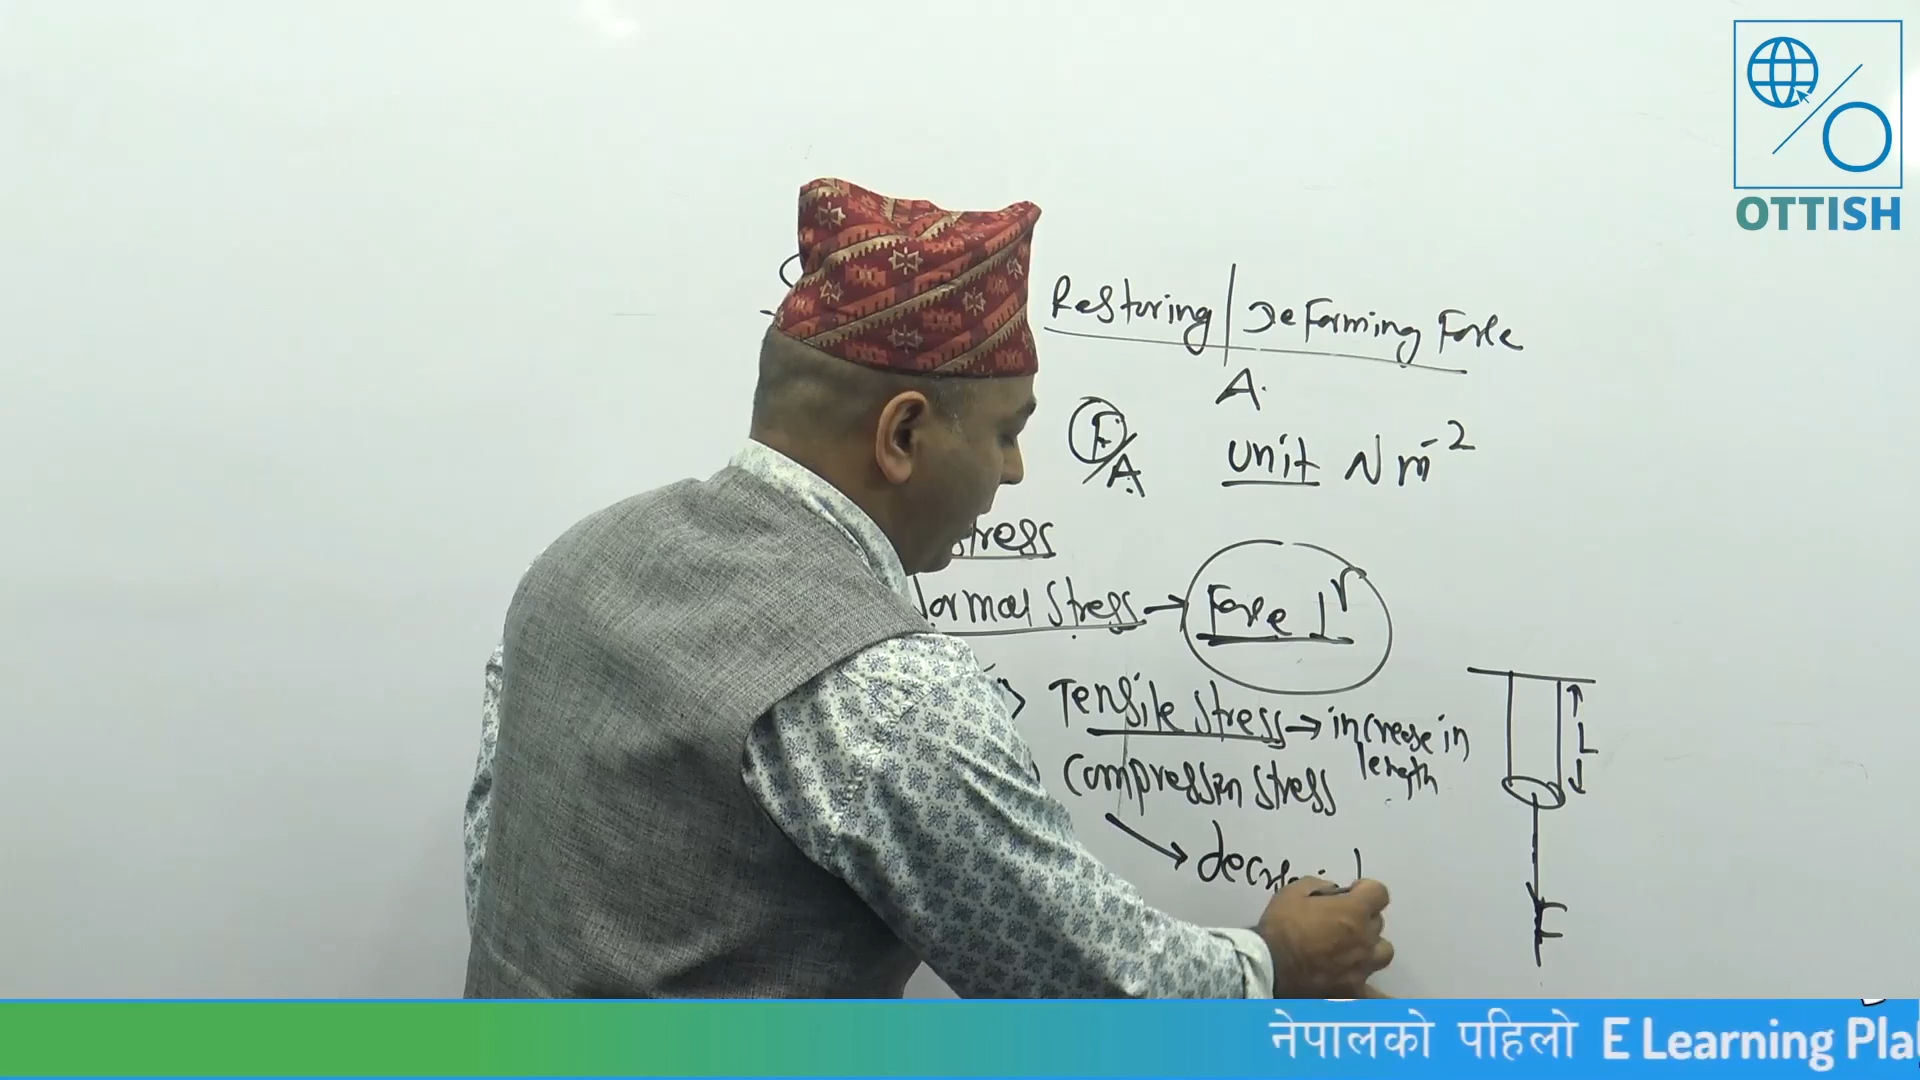 OTTISH
Restoring | Deforming Force
A.
F/A
unit N m⁻²
stress
Normal stress → Force ⊥r
Tensile stress → increase in length
compression stress
L
F
नेपालको पहिलो E Learning Pla